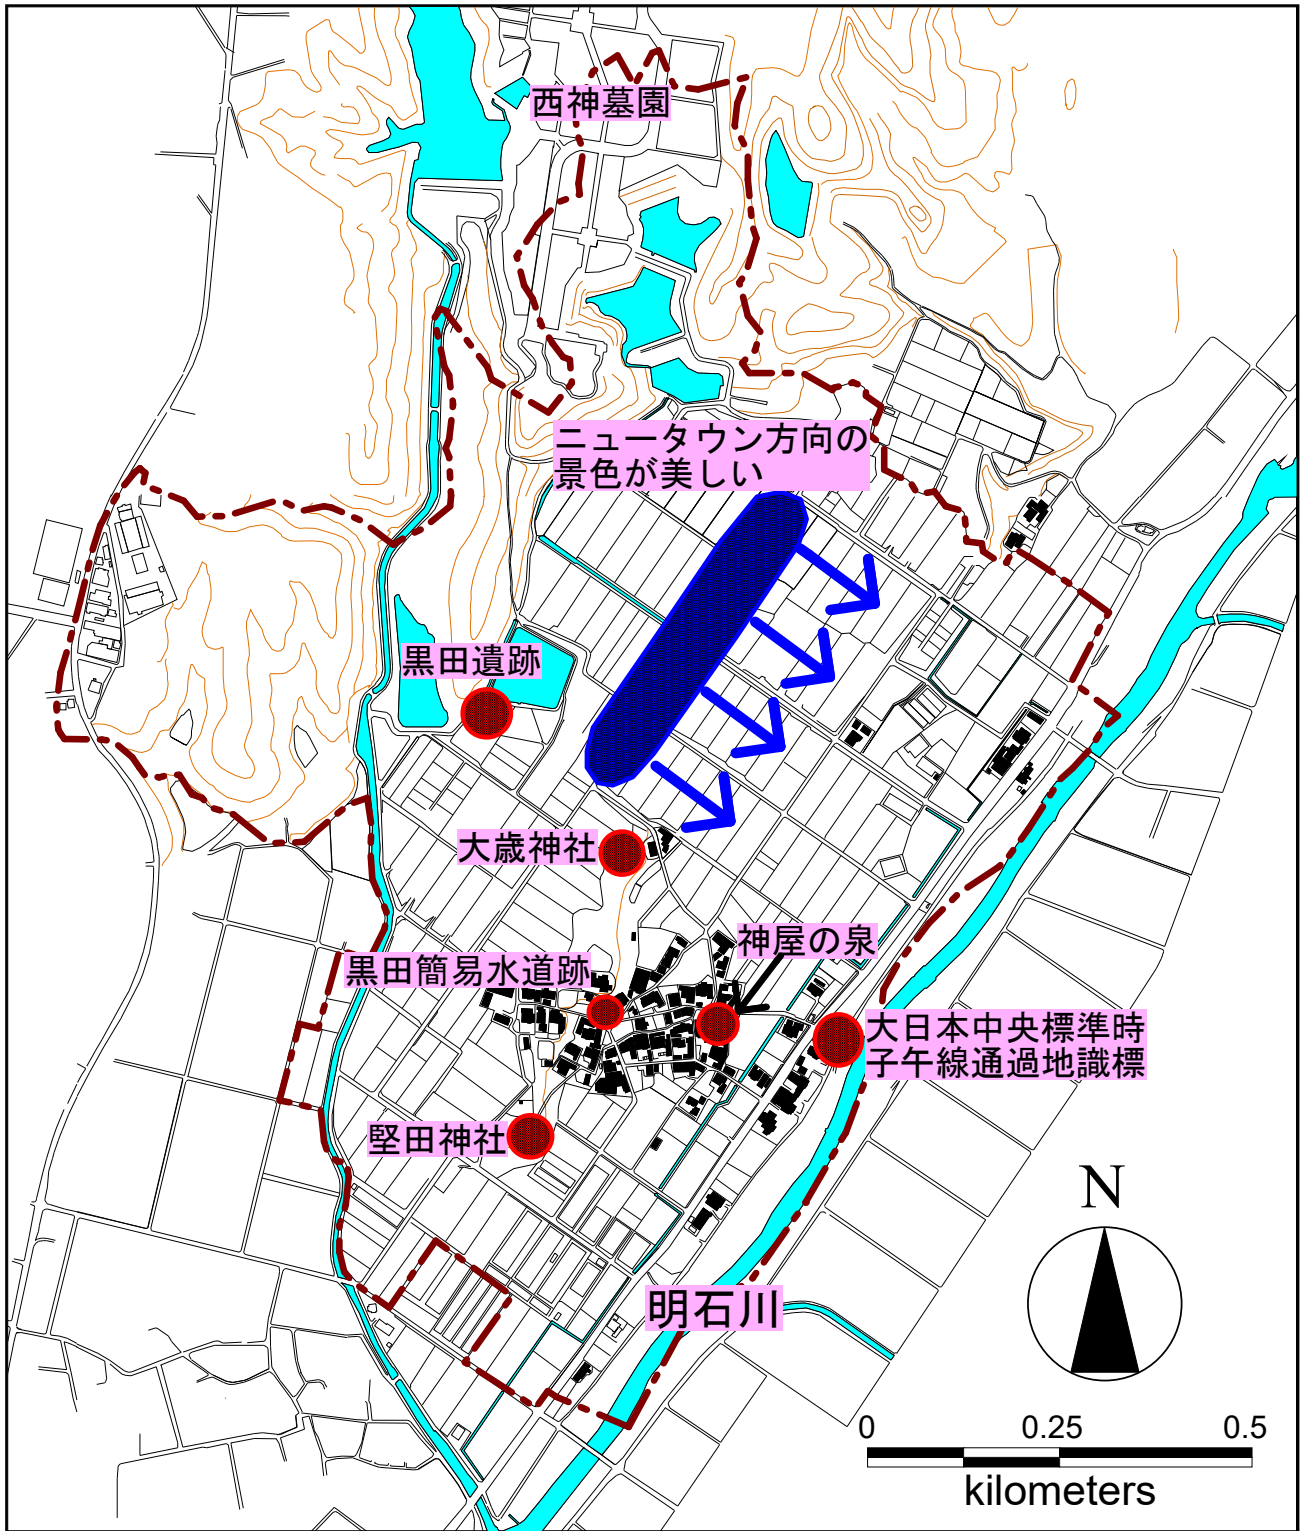 西神墓園
ニュータウン方向の
景色が美しい
黒田遺跡
大歳神社
神屋の泉
黒田簡易水道跡
大日本中央標準時
子午線通過地識標
堅田神社
N
明石川
0 0.25 0.5
kilometers